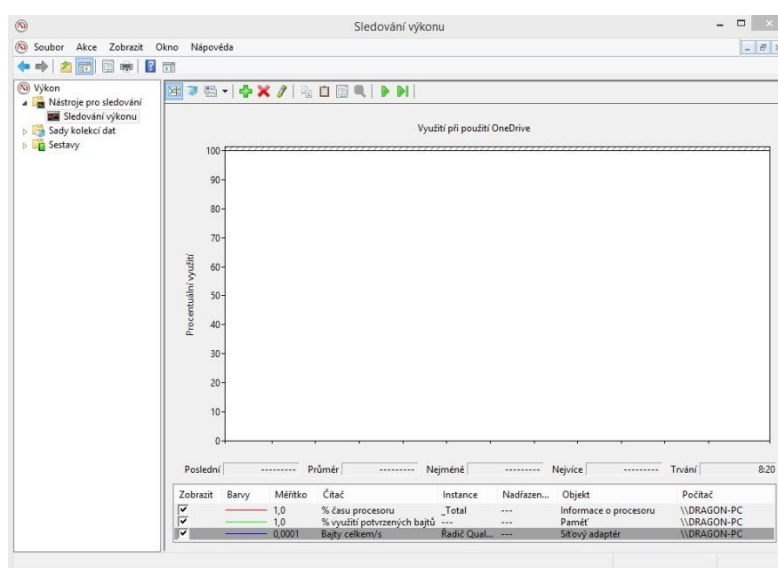 Sledování výkonu
Soubor Akce Zobrazit Okno Nápověda
Výkon
Nástroje pro sledování
Sledování výkonu
Sady kolekcí dat
Sestavy
Využití při použití OneDrive
Procentuální využití
100
90
80
70
60
50
40
30
20
10
0
Poslední --------- Průměr --------- Nejméně --------- Nejvíce --------- Trvání 8:20
Zobrazit Barvy Měřítko Čítač Instance Nadřazen... Objekt Počítač
1,0 % času procesoru _Total --- Informace o procesoru \\DRAGON-PC
1,0 % využití potvrzených bajtů --- --- Paměť \\DRAGON-PC
0,0001 Bajty celkem/s Řadič Qual... --- Síťový adaptér \\DRAGON-PC